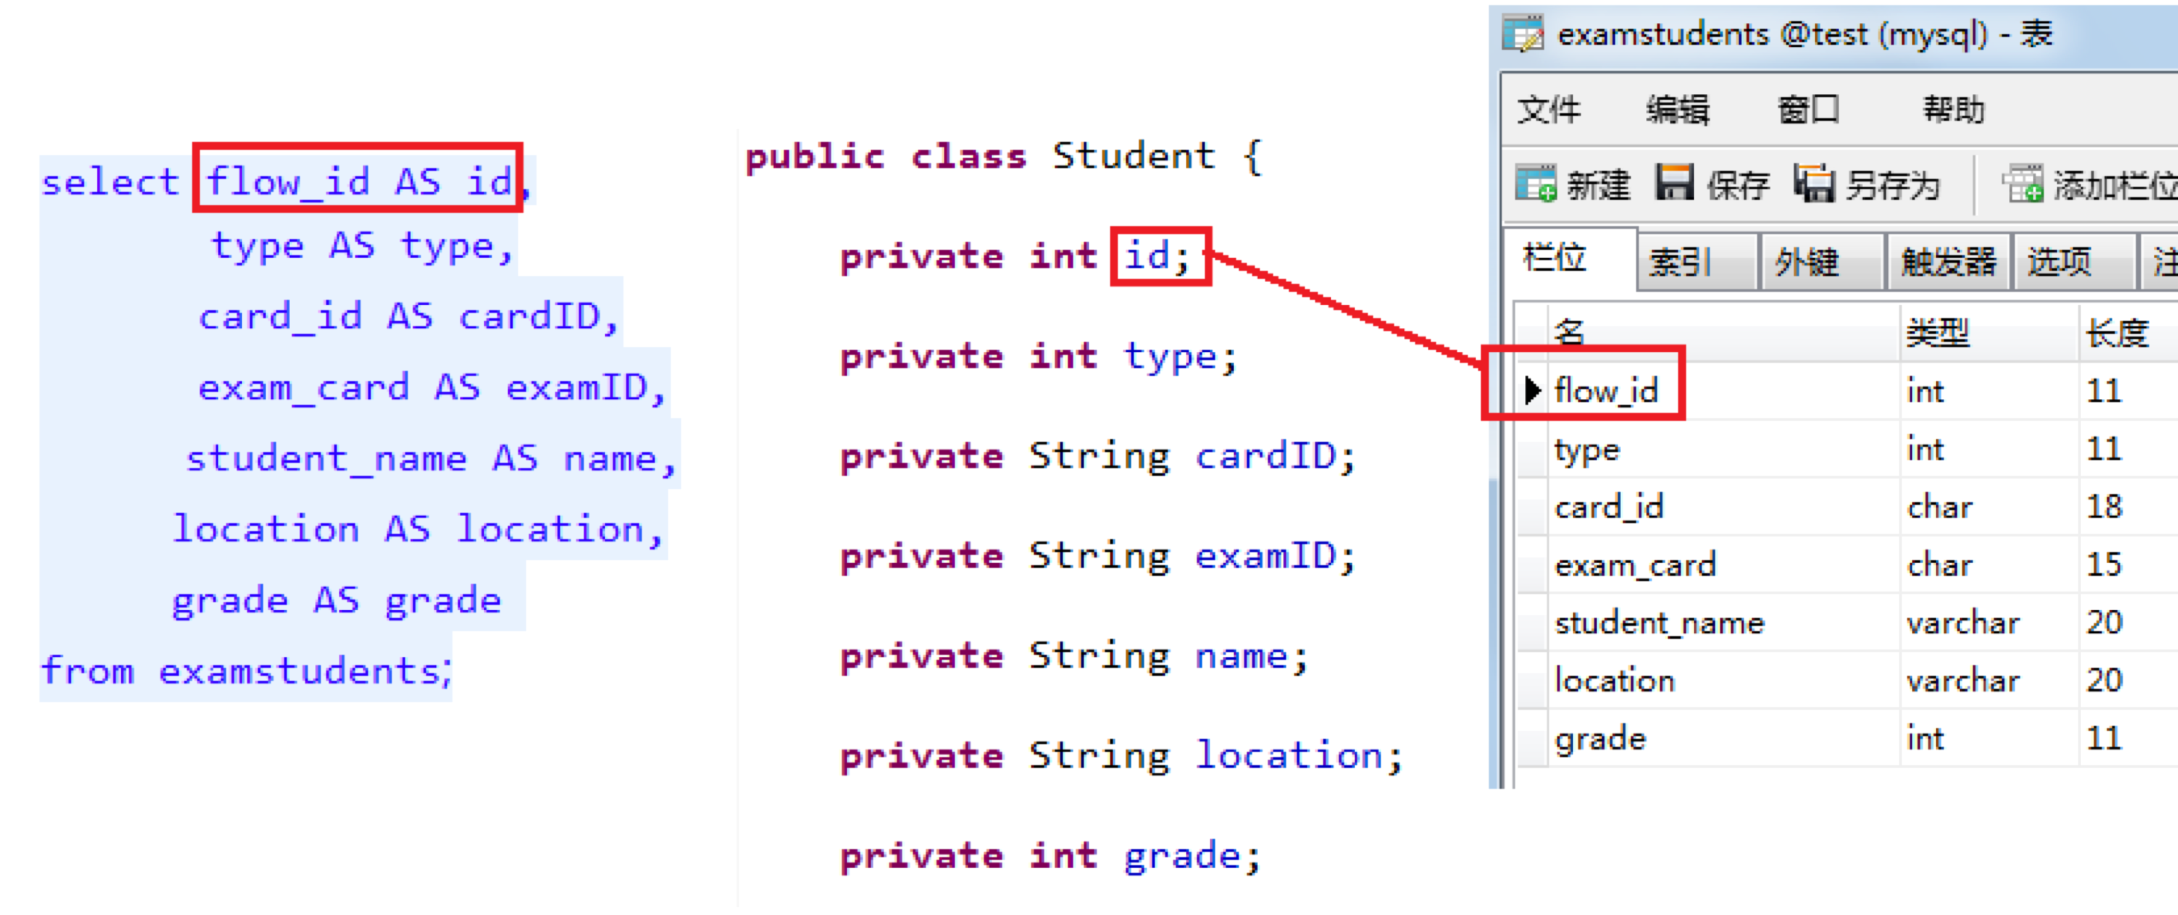 select flow_id AS id,
type AS type,
card_id AS cardID,
exam_card AS examID,
student_name AS name,
location AS location,
grade AS grade
from examstudents;
public class Student {
private int id;
private int type;
private String cardID;
private String examID;
private String name;
private String location;
private int grade;
examstudents @test (mysql) - 表
文件 编辑 窗口 帮助
新建 保存 另存为 添加栏位
栏位 索引 外键 触发器 选项 注
名 类型 长度
flow_id int 11
type int 11
card_id char 18
exam_card char 15
student_name varchar 20
location varchar 20
grade int 11